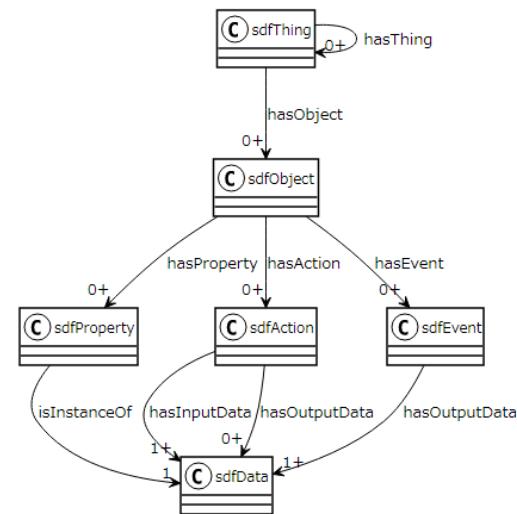 C sdfThing
hasThing
0+
hasObject
0+
C sdfObject
hasProperty
hasAction
hasEvent
0+
0+
0+
C sdfProperty
C sdfAction
C sdfEvent
isInstanceOf
hasInputData
hasOutputData
hasOutputData
1
1+
0+
1+
C sdfData